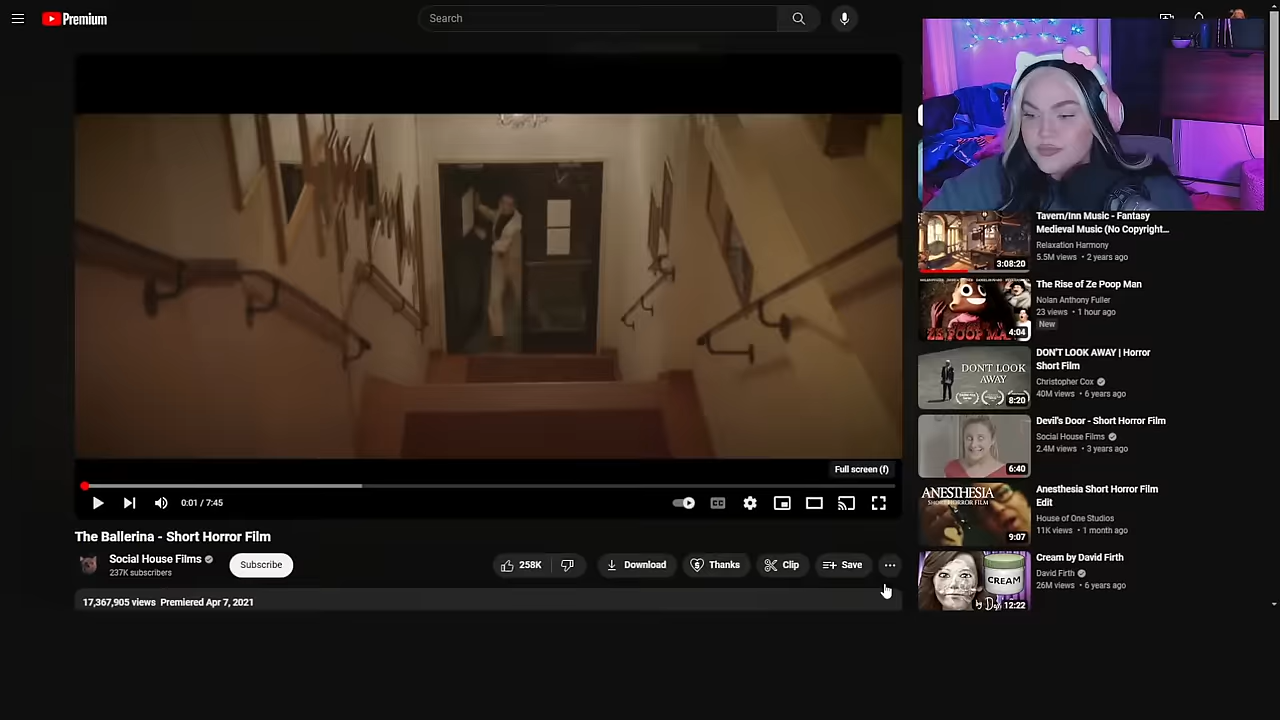 Premium
Search
Full screen (f)
0:01 / 7:45
The Ballerina - Short Horror Film
Social House Films
237K subscribers
Subscribe
258K
Download
Thanks
Clip
Save
17,367,905 views Premiered Apr 7, 2021
Tavern/Inn Music - Fantasy
Medieval Music (No Copyright...
Relaxation Harmony
5.5M views • 2 years ago
3:08:20
The Rise of Ze Poop Man
Nolan Anthony Fuller
23 views • 1 hour ago
New
ZE POOP MA
4:04
DON'T LOOK AWAY | Horror
Short Film
Christopher Cox
40M views • 6 years ago
DON'T LOOK
AWAY
8:20
Devil's Door - Short Horror Film
Social House Films
2.4M views • 3 years ago
6:40
Anesthesia Short Horror Film
Edit
House of One Studios
11K views • 1 month ago
ANESTHESIA
9:07
Cream by David Firth
David Firth
26M views • 6 years ago
CREAM
12:22